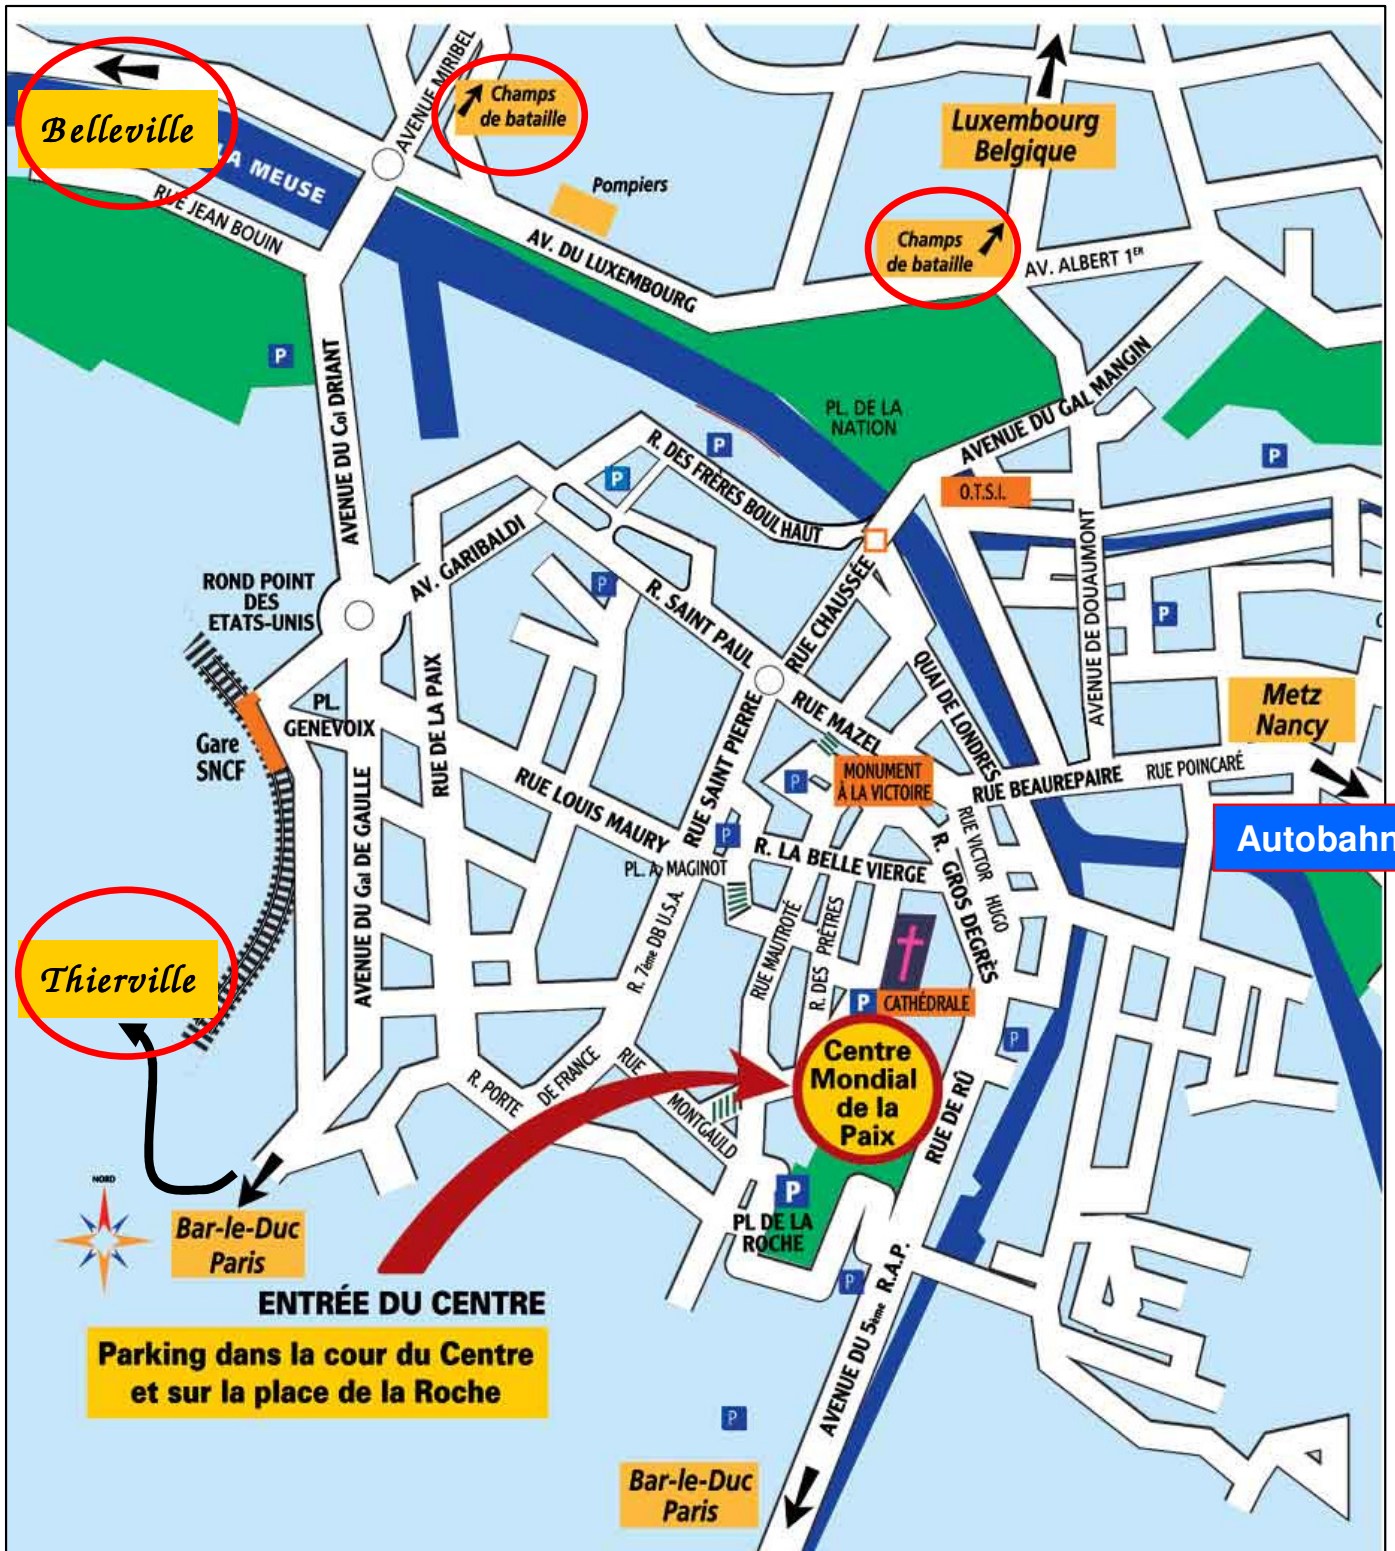 Belleville
LA MEUSE
AVENUE MIRIBEL
Champs
de bataille
Pompiers
Luxembourg
Belgique
RUE JEAN BOUIN
AV. DU LUXEMBOURG
Champs
de bataille
AV. ALBERT 1ER
P
AVENUE DU Col DRIANT
PL. DE LA
NATION
AVENUE DU GAL MANGIN
R. DES FRÈRES BOULHAUT
P
P
P
O.T.S.I.
AV. GARIBALDI
ROND POINT
DES
ETATS-UNIS
P
R. SAINT PAUL
RUE CHAUSSÉE
AVENUE DE DOUAUMONT
P
QUAI DE LONDRES
Metz
Nancy
PL.
GENEVOIX
Gare
SNCF
RUE DE LA PAIX
RUE SAINT PIERRE
RUE MAZEL
P
MONUMENT
À LA VICTOIRE
RUE BEAUREPAIRE
RUE POINCARÉ
Autobahn
RUE LOUIS MAURY
P
PL. A. MAGINOT
R. LA BELLE VIERGE
R. GROS DEGRÈS
RUE VICTOR HUGO
AVENUE DU Gal DE GAULLE
R. 7ème DB U.S.A.
RUE MAUTROTÉ
R. DES PRÊTRES
Thierville
P
CATHÉDRALE
P
R. PORTE DE FRANCE
RUE MONTGAULD
Centre
Mondial
de la
Paix
RUE DE RÛ
NORD
P
PL DE LA
ROCHE
Bar-le-Duc
Paris
P
ENTRÉE DU CENTRE
Parking dans la cour du Centre
et sur la place de la Roche
AVENUE DU 5ème R.A.P.
P
Bar-le-Duc
Paris